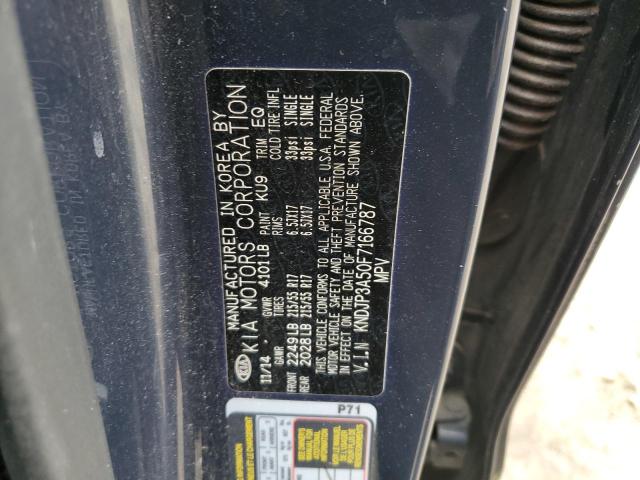 MANUFACTURED IN KOREA BY
KIA KIA MOTORS CORPORATION
11/14 GVWR 4101LB PAINT KU9 TRIM EQ
GAWR TIRES RIMS COLD TIRE INFL
FRONT 2249LB 215/55 R17 6.5JX17 33psi SINGLE
REAR 2028LB 215/55 R17 6.5JX17 33psi SINGLE
THIS VEHICLE CONFORMS TO ALL APPLICABLE U.S.A. FEDERAL
MOTOR VEHICLE SAFETY AND THEFT PREVENTION STANDARDS
IN EFFECT ON THE DATE OF MANUFACTURE SHOWN ABOVE.
V.I.N KNDJP3A50F7166787
MPV
P71